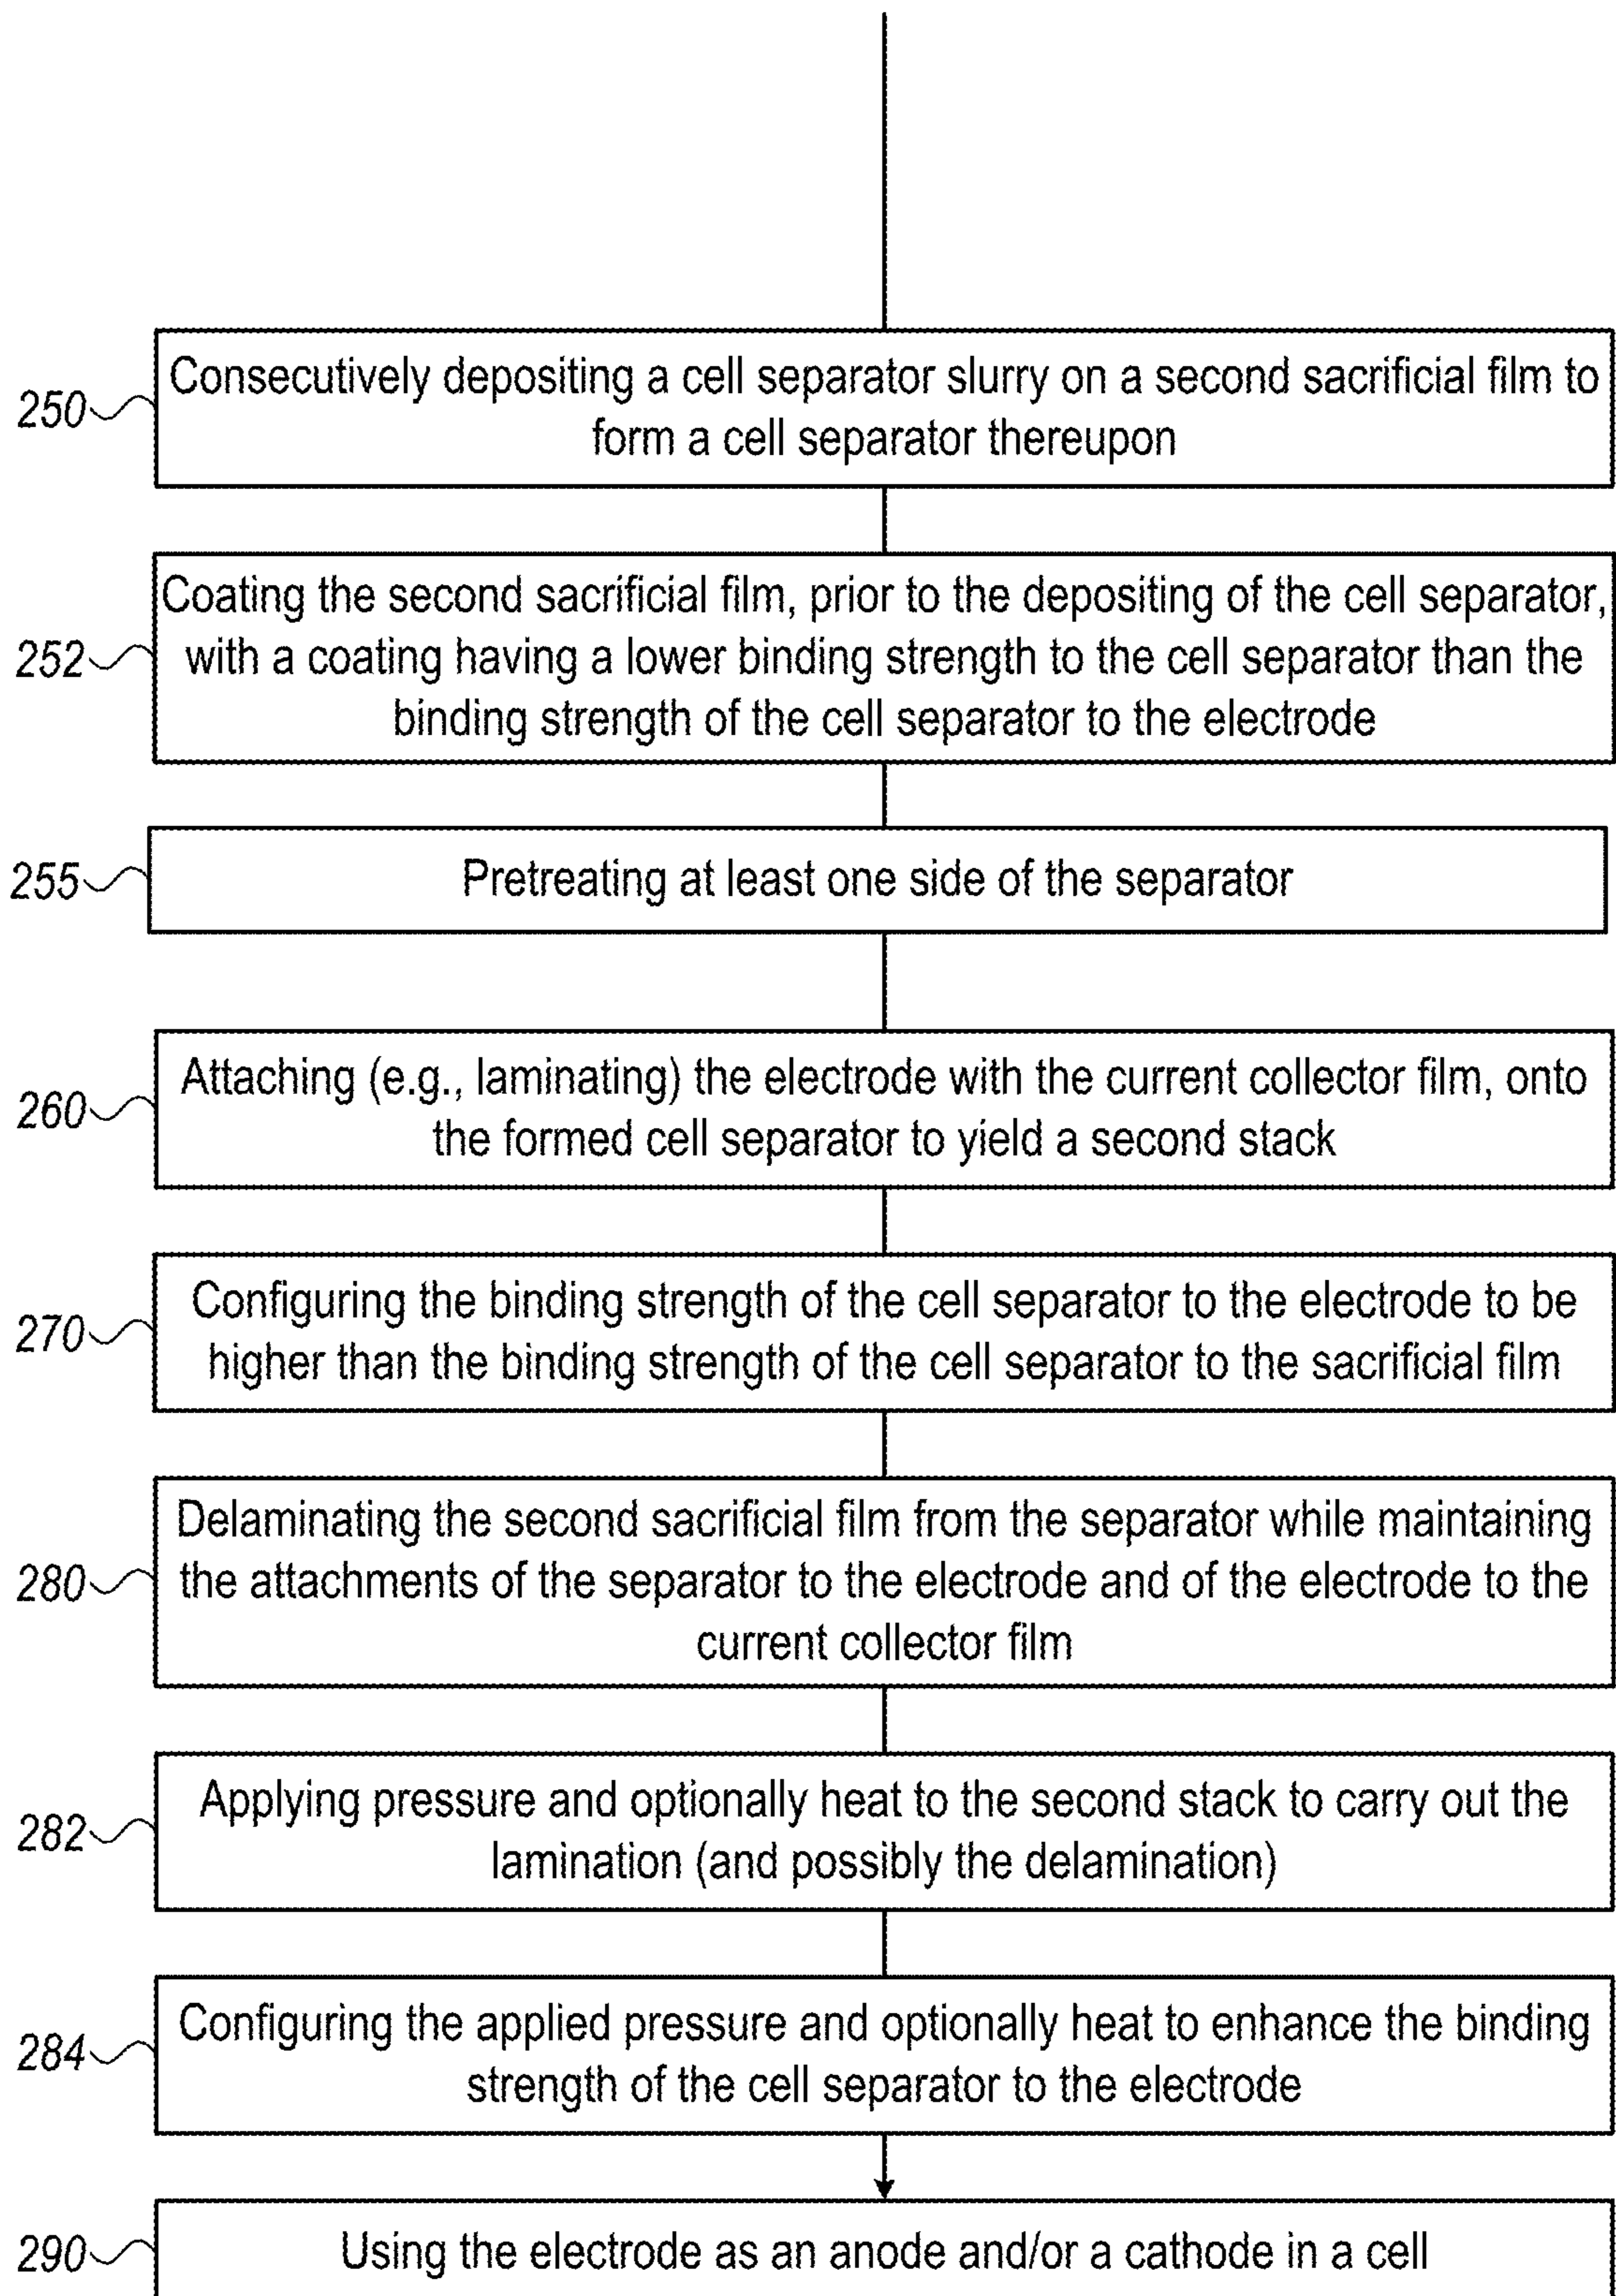 250
Consecutively depositing a cell separator slurry on a second sacrificial film to
form a cell separator thereupon
252
Coating the second sacrificial film, prior to the depositing of the cell separator,
with a coating having a lower binding strength to the cell separator than the
binding strength of the cell separator to the electrode
255
Pretreating at least one side of the separator
260
Attaching (e.g., laminating) the electrode with the current collector film, onto
the formed cell separator to yield a second stack
270
Configuring the binding strength of the cell separator to the electrode to be
higher than the binding strength of the cell separator to the sacrificial film
280
Delaminating the second sacrificial film from the separator while maintaining
the attachments of the separator to the electrode and of the electrode to the
current collector film
282
Applying pressure and optionally heat to the second stack to carry out the
lamination (and possibly the delamination)
284
Configuring the applied pressure and optionally heat to enhance the binding
strength of the cell separator to the electrode
290
Using the electrode as an anode and/or a cathode in a cell